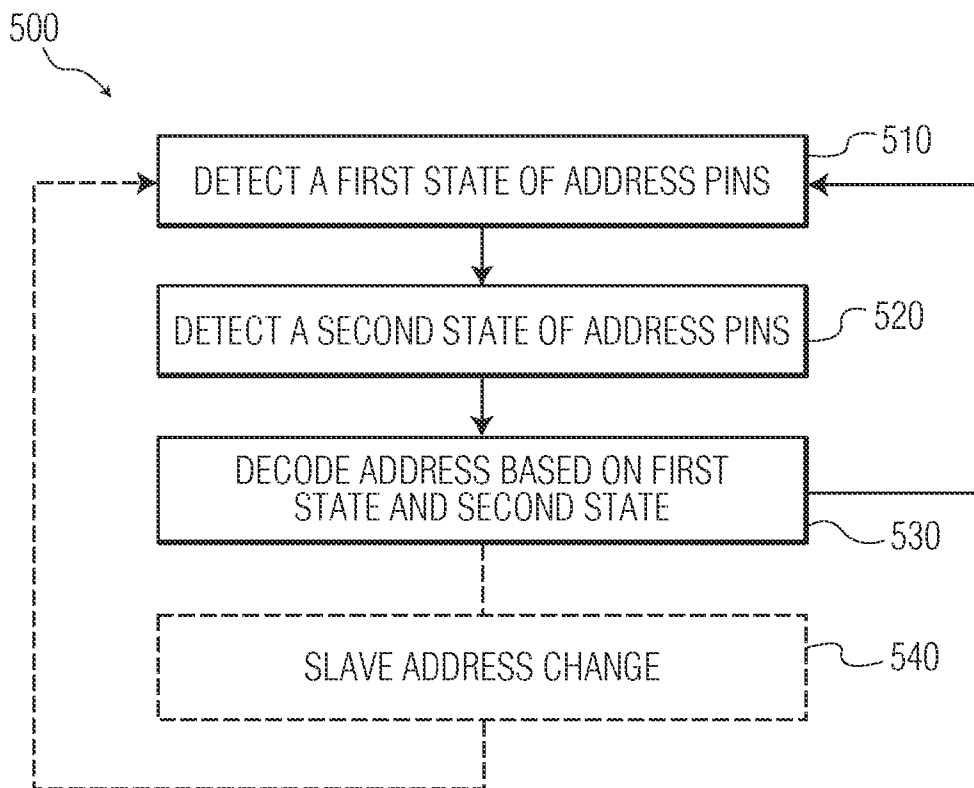 500
DETECT A FIRST STATE OF ADDRESS PINS
510
DETECT A SECOND STATE OF ADDRESS PINS
520
DECODE ADDRESS BASED ON FIRST
STATE AND SECOND STATE
530
SLAVE ADDRESS CHANGE
540